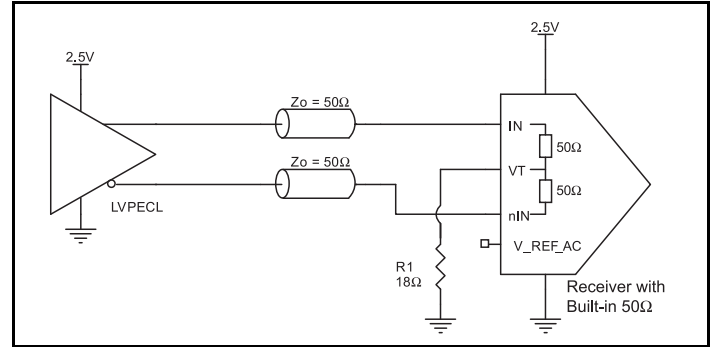 2.5V
2.5V
Zo = 50Ω
IN
50Ω
Zo = 50Ω
VT
50Ω
LVPECL
nIN
V_REF_AC
R1
18Ω
Receiver with
Built-in 50Ω